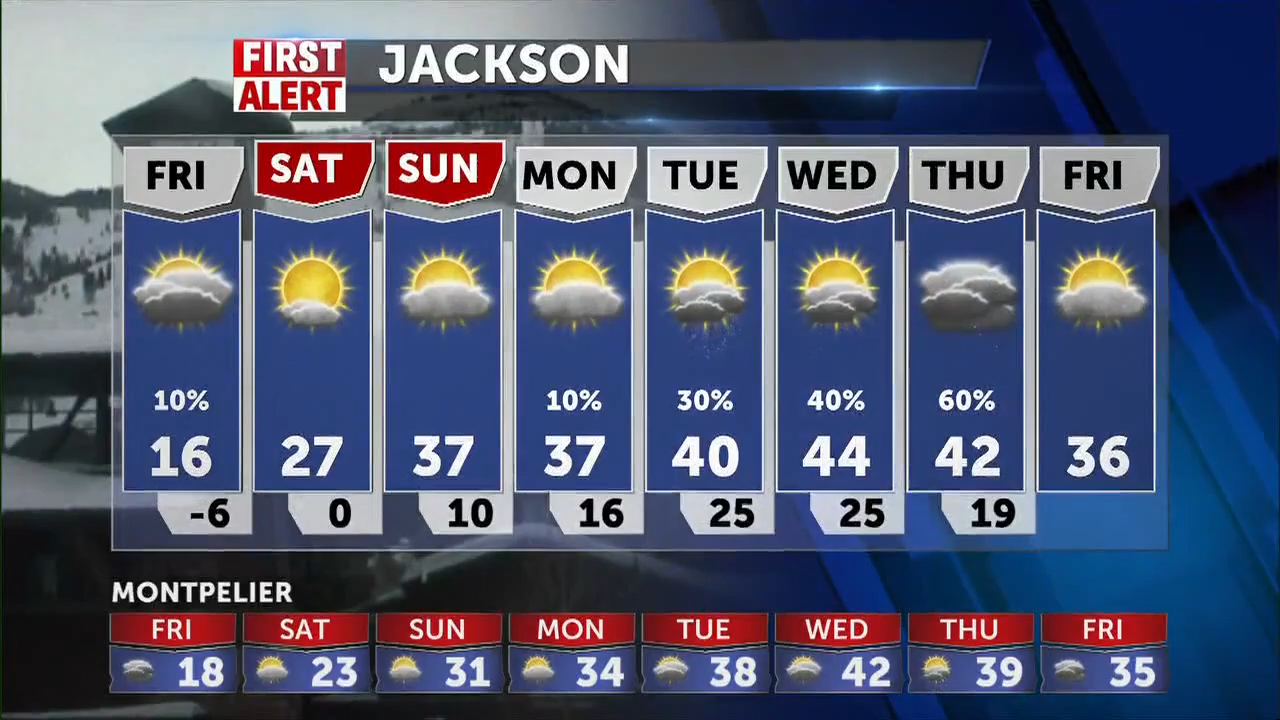 FIRST
ALERT
JACKSON
FRI SAT SUN MON TUE WED THU FRI
10% 10% 30% 40% 60%
16 27 37 37 40 44 42 36
-6 0 10 16 25 25 19
MONTPELIER
FRI SAT SUN MON TUE WED THU FRI
18 23 31 34 38 42 39 35